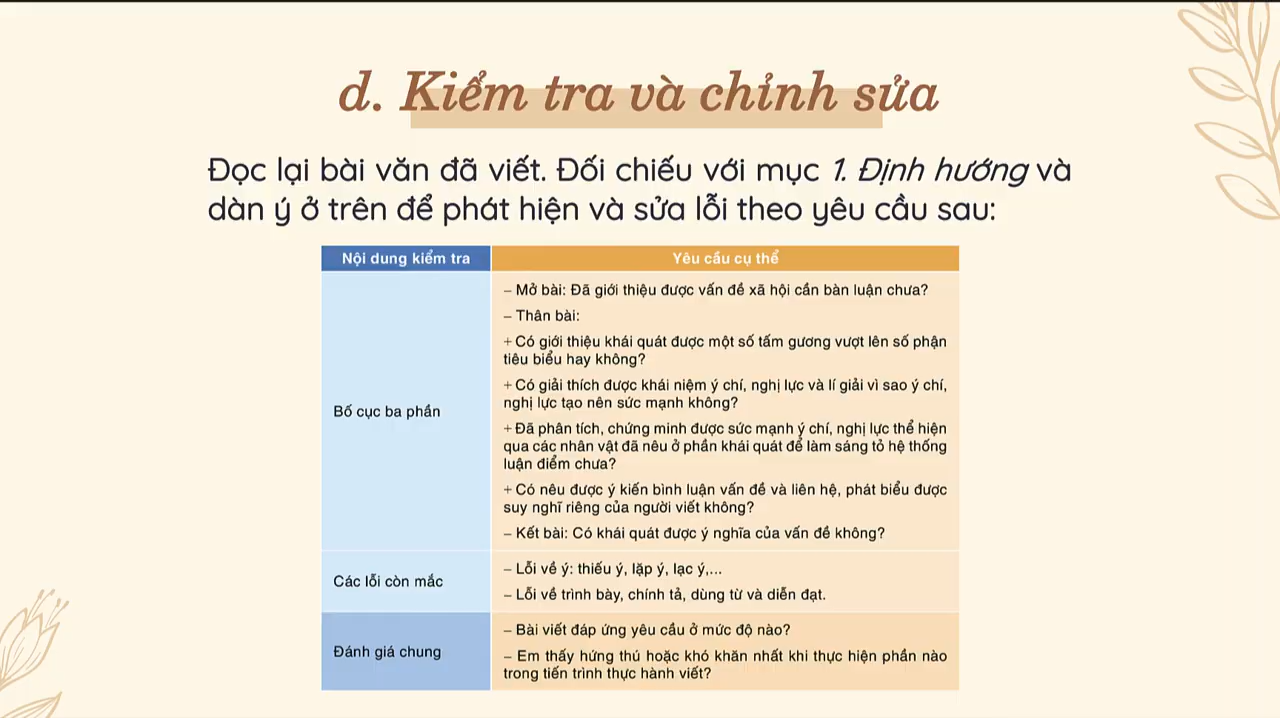 d. Kiểm tra và chỉnh sửa
Đọc lại bài văn đã viết. Đối chiếu với mục 1. Định hướng và
dàn ý ở trên để phát hiện và sửa lỗi theo yêu cầu sau:
Nội dung kiểm tra
Yêu cầu cụ thể
Bố cục ba phần
– Mở bài: Đã giới thiệu được vấn đề xã hội cần bàn luận chưa?
– Thân bài:
+ Có giới thiệu khái quát được một số tấm gương vượt lên số phận
tiêu biểu hay không?
+ Có giải thích được khái niệm ý chí, nghị lực và lí giải vì sao ý chí,
nghị lực tạo nên sức mạnh không?
+ Đã phân tích, chứng minh được sức mạnh ý chí, nghị lực thể hiện
qua các nhân vật đã nêu ở phần khái quát để làm sáng tỏ hệ thống
luận điểm chưa?
+ Có nêu được ý kiến bình luận vấn đề và liên hệ, phát biểu được
suy nghĩ riêng của người viết không?
– Kết bài: Có khái quát được ý nghĩa của vấn đề không?
Các lỗi còn mắc
– Lỗi về ý: thiếu ý, lặp ý, lạc ý,...
– Lỗi về trình bày, chính tả, dùng từ và diễn đạt.
Đánh giá chung
– Bài viết đáp ứng yêu cầu ở mức độ nào?
– Em thấy hứng thú hoặc khó khăn nhất khi thực hiện phần nào
trong tiến trình thực hành viết?